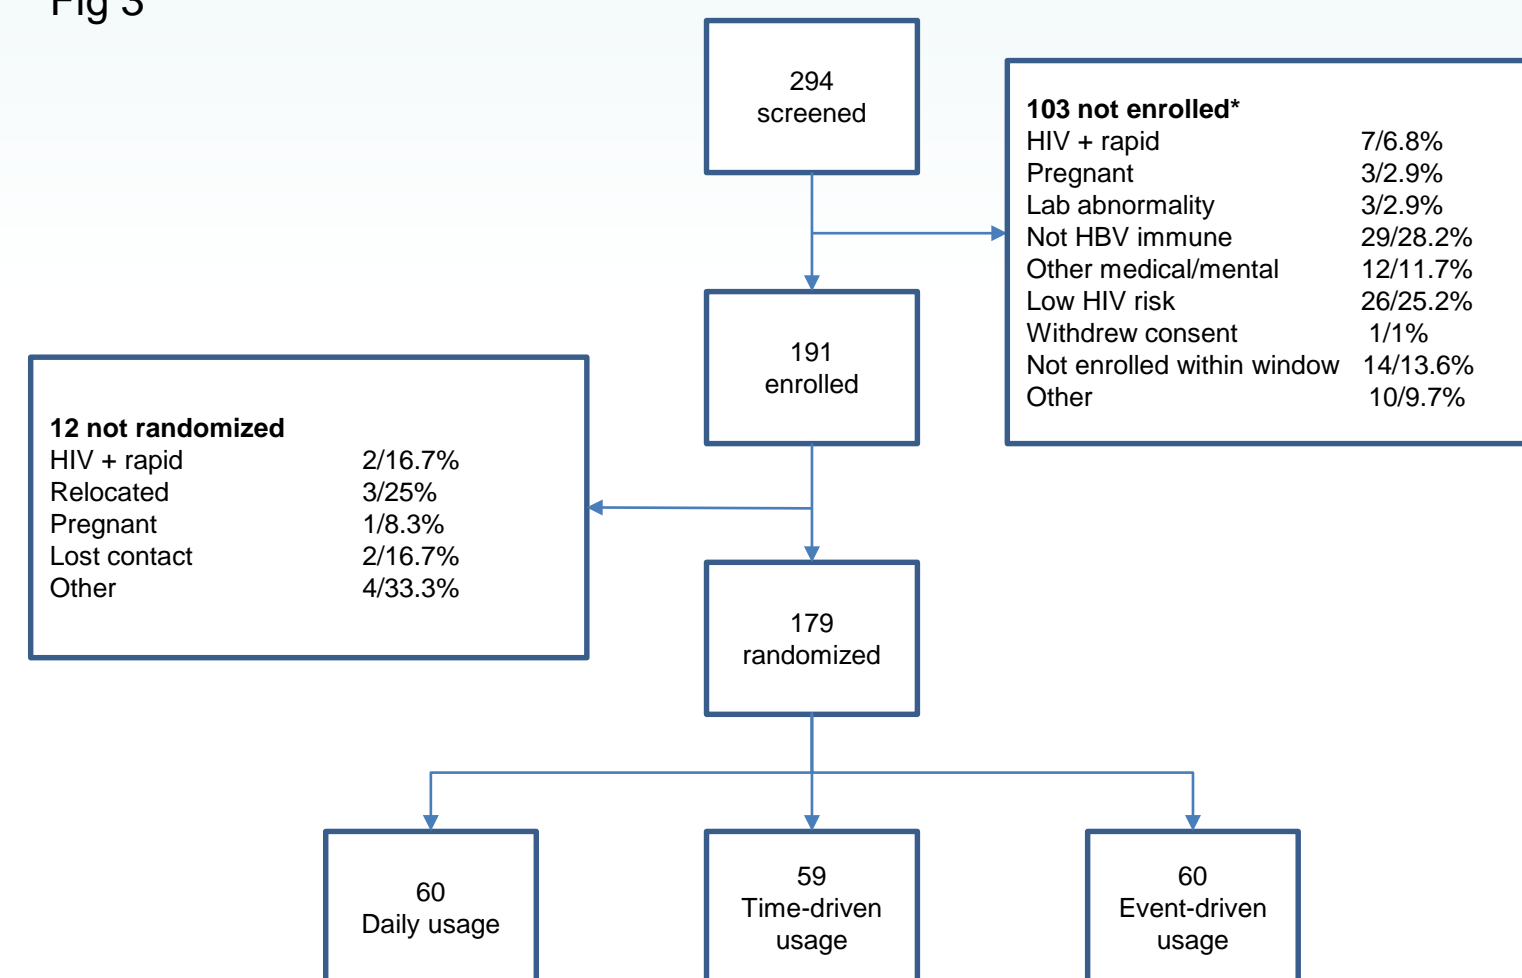 Fig 3
294
screened
103 not enrolled*
HIV + rapid 7/6.8%
Pregnant 3/2.9%
Lab abnormality 3/2.9%
Not HBV immune 29/28.2%
Other medical/mental 12/11.7%
Low HIV risk 26/25.2%
Withdrew consent 1/1%
Not enrolled within window 14/13.6%
Other 10/9.7%
191
enrolled
12 not randomized
HIV + rapid 2/16.7%
Relocated 3/25%
Pregnant 1/8.3%
Lost contact 2/16.7%
Other 4/33.3%
179
randomized
60
Daily usage
59
Time-driven
usage
60
Event-driven
usage